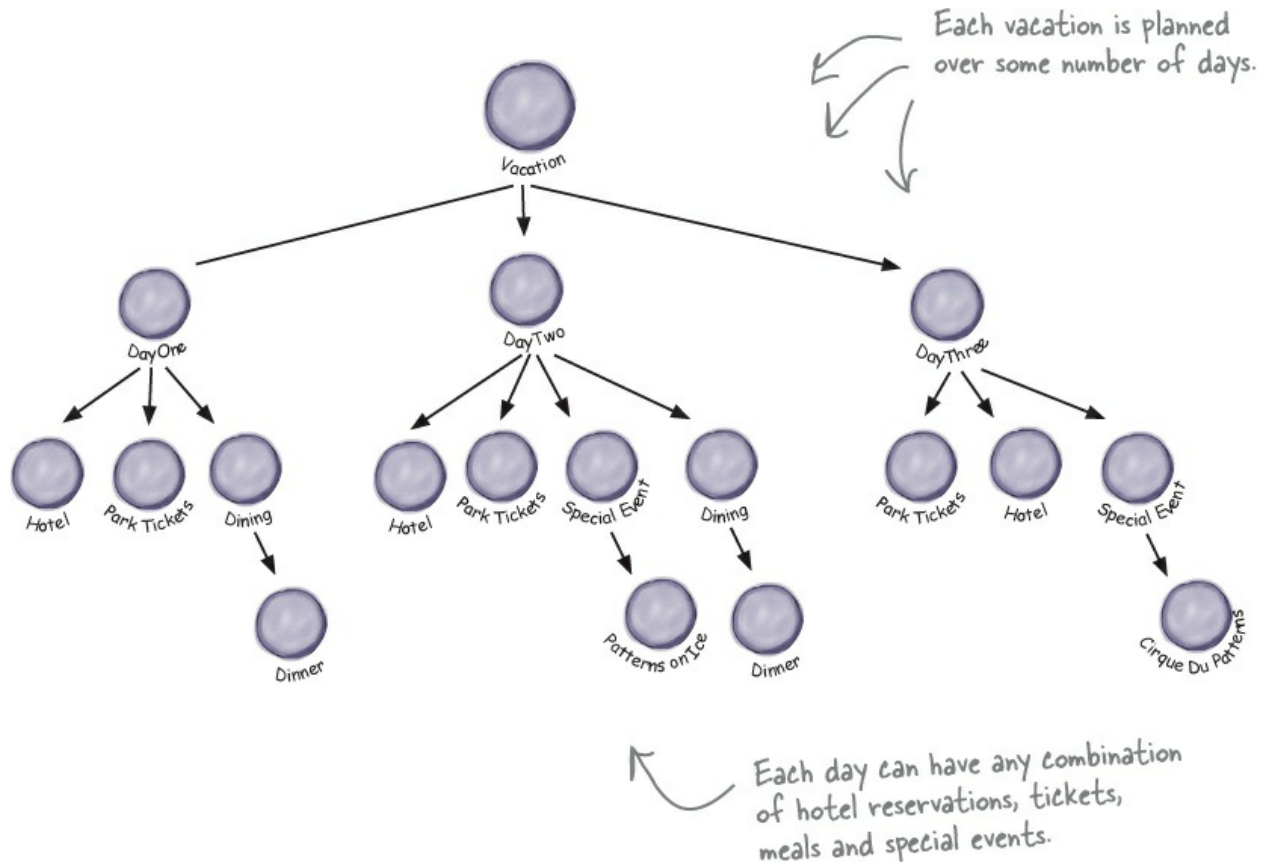 Each vacation is planned
over some number of days.
Vacation
DayOne
DayTwo
DayThree
Hotel
Park Tickets
Dining
Hotel
Park Tickets
Special Event
Dining
Park Tickets
Hotel
Special Event
Dinner
Patterns on Ice
Dinner
Cirque Du Patterns
Each day can have any combination
of hotel reservations, tickets,
meals and special events.